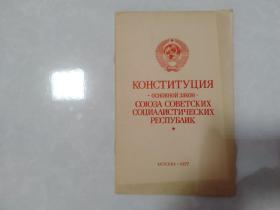 КОНСТИТУЦИЯ
• ОСНОВНОЙ ЗАКОН •
СОЮЗА СОВЕТСКИХ
СОЦИАЛИСТИЧЕСКИХ
РЕСПУБЛИК
МОСКВА • 1977